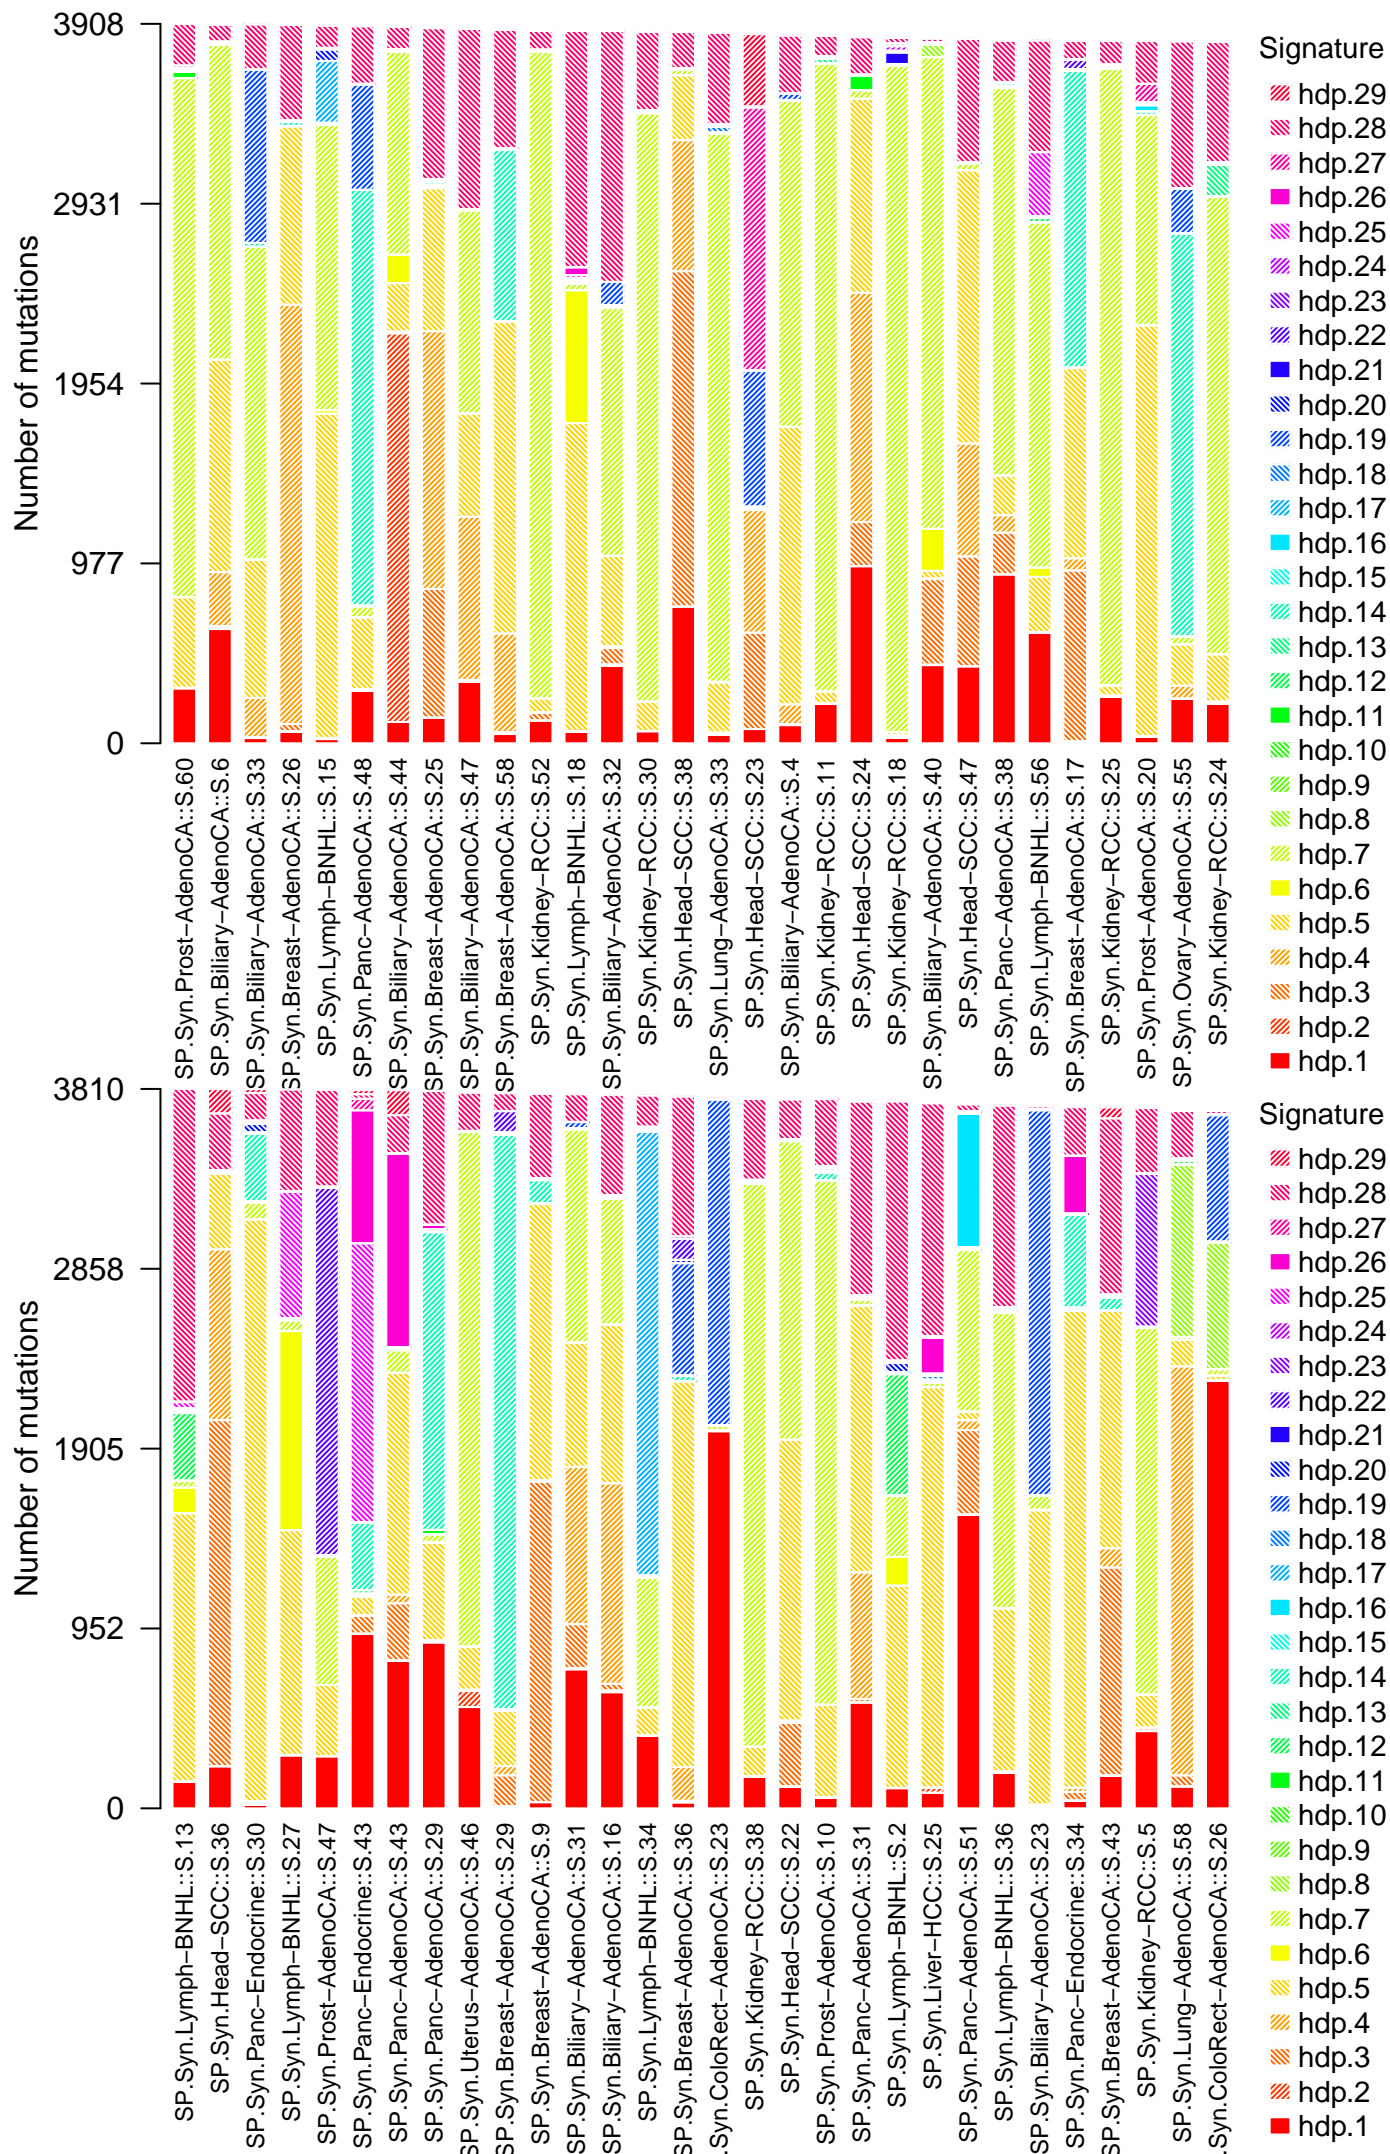 3908
2931
1954
977
0
Number of mutations
SP.Syn.Prost−AdenoCA::S.60
SP.Syn.Biliary−AdenoCA::S.6
SP.Syn.Biliary−AdenoCA::S.33
SP.Syn.Breast−AdenoCA::S.26
SP.Syn.Lymph−BNHL::S.15
SP.Syn.Panc−AdenoCA::S.48
SP.Syn.Biliary−AdenoCA::S.44
SP.Syn.Breast−AdenoCA::S.25
SP.Syn.Biliary−AdenoCA::S.47
SP.Syn.Breast−AdenoCA::S.58
SP.Syn.Kidney−RCC::S.52
SP.Syn.Lymph−BNHL::S.18
SP.Syn.Biliary−AdenoCA::S.32
SP.Syn.Kidney−RCC::S.30
SP.Syn.Head−SCC::S.38
SP.Syn.Lung−AdenoCA::S.33
SP.Syn.Head−SCC::S.23
SP.Syn.Biliary−AdenoCA::S.4
SP.Syn.Kidney−RCC::S.11
SP.Syn.Head−SCC::S.24
SP.Syn.Kidney−RCC::S.18
SP.Syn.Biliary−AdenoCA::S.40
SP.Syn.Head−SCC::S.47
SP.Syn.Panc−AdenoCA::S.38
SP.Syn.Lymph−BNHL::S.56
SP.Syn.Breast−AdenoCA::S.17
SP.Syn.Kidney−RCC::S.25
SP.Syn.Prost−AdenoCA::S.20
SP.Syn.Ovary−AdenoCA::S.55
SP.Syn.Kidney−RCC::S.24
Signature
hdp.29
hdp.28
hdp.27
hdp.26
hdp.25
hdp.24
hdp.23
hdp.22
hdp.21
hdp.20
hdp.19
hdp.18
hdp.17
hdp.16
hdp.15
hdp.14
hdp.13
hdp.12
hdp.11
hdp.10
hdp.9
hdp.8
hdp.7
hdp.6
hdp.5
hdp.4
hdp.3
hdp.2
hdp.1
3810
2858
1905
952
0
Number of mutations
SP.Syn.Lymph−BNHL::S.13
SP.Syn.Head−SCC::S.36
SP.Syn.Panc−Endocrine::S.30
SP.Syn.Lymph−BNHL::S.27
SP.Syn.Prost−AdenoCA::S.47
SP.Syn.Panc−Endocrine::S.43
SP.Syn.Panc−AdenoCA::S.43
SP.Syn.Panc−AdenoCA::S.29
SP.Syn.Uterus−AdenoCA::S.46
SP.Syn.Breast−AdenoCA::S.29
SP.Syn.Breast−AdenoCA::S.9
SP.Syn.Biliary−AdenoCA::S.31
SP.Syn.Biliary−AdenoCA::S.16
SP.Syn.Lymph−BNHL::S.34
SP.Syn.Breast−AdenoCA::S.36
.Syn.ColoRect−AdenoCA::S.23
SP.Syn.Kidney−RCC::S.38
SP.Syn.Head−SCC::S.22
SP.Syn.Prost−AdenoCA::S.10
SP.Syn.Panc−AdenoCA::S.31
SP.Syn.Lymph−BNHL::S.2
SP.Syn.Liver−HCC::S.25
SP.Syn.Panc−AdenoCA::S.51
SP.Syn.Lymph−BNHL::S.36
SP.Syn.Biliary−AdenoCA::S.23
SP.Syn.Panc−Endocrine::S.34
SP.Syn.Breast−AdenoCA::S.43
SP.Syn.Kidney−RCC::S.5
SP.Syn.Lung−AdenoCA::S.58
.Syn.ColoRect−AdenoCA::S.26
Signature
hdp.29
hdp.28
hdp.27
hdp.26
hdp.25
hdp.24
hdp.23
hdp.22
hdp.21
hdp.20
hdp.19
hdp.18
hdp.17
hdp.16
hdp.15
hdp.14
hdp.13
hdp.12
hdp.11
hdp.10
hdp.9
hdp.8
hdp.7
hdp.6
hdp.5
hdp.4
hdp.3
hdp.2
hdp.1